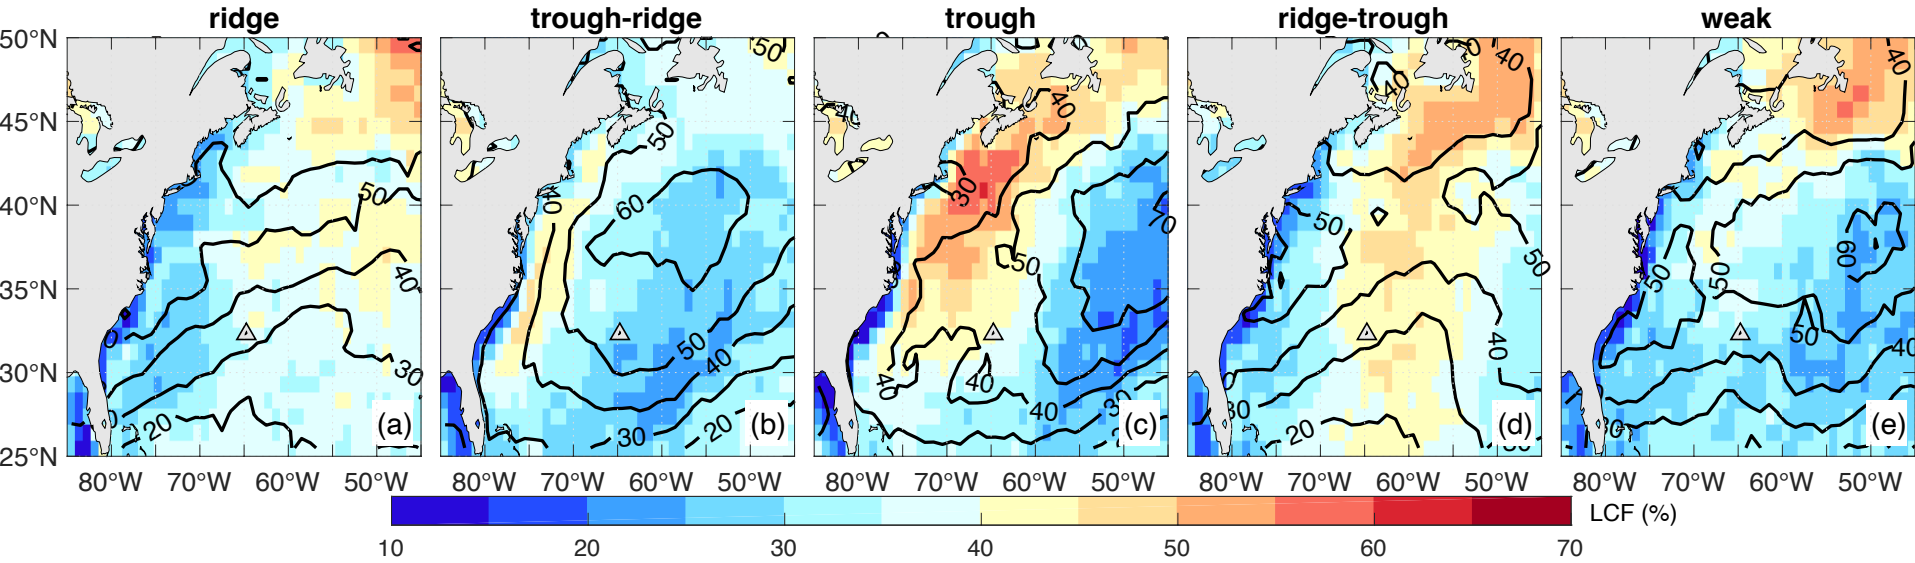 ridge trough-ridge trough ridge-trough weak
50°N 45°N 40°N 35°N 30°N 25°N
50 40 30 20 (a)
50 50 40 60 50 40 30 20 (b)
40 40 30 50 70 40 40 40 30 (c)
40 40 50 50 40 30 20 (d)
40 50 50 60 50 40 (e)
80°W 70°W 60°W 50°W 80°W 70°W 60°W 50°W 80°W 70°W 60°W 50°W 80°W 70°W 60°W 50°W 80°W 70°W 60°W 50°W
LCF (%)
10 20 30 40 50 60 70